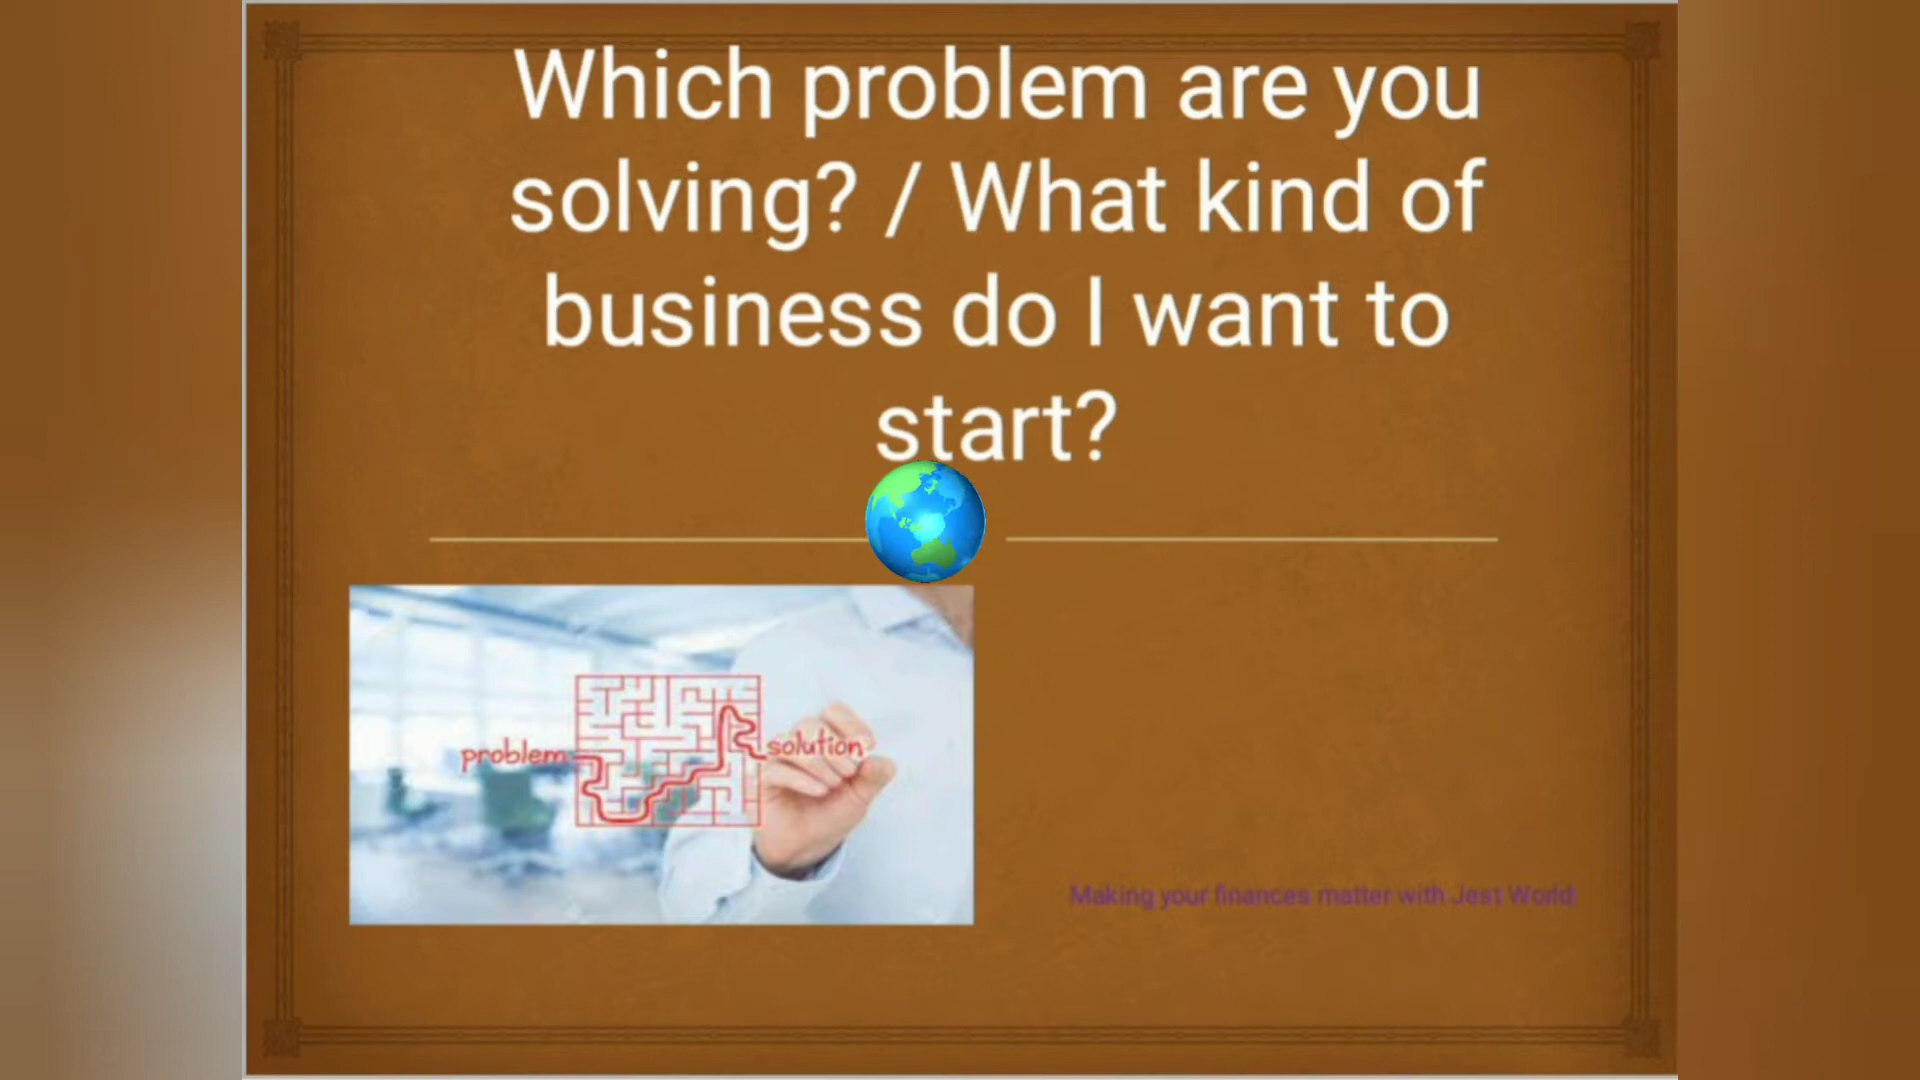 Which problem are you
solving? / What kind of
business do I want to
start?
problem
solution
Making your finances matter with Jest World